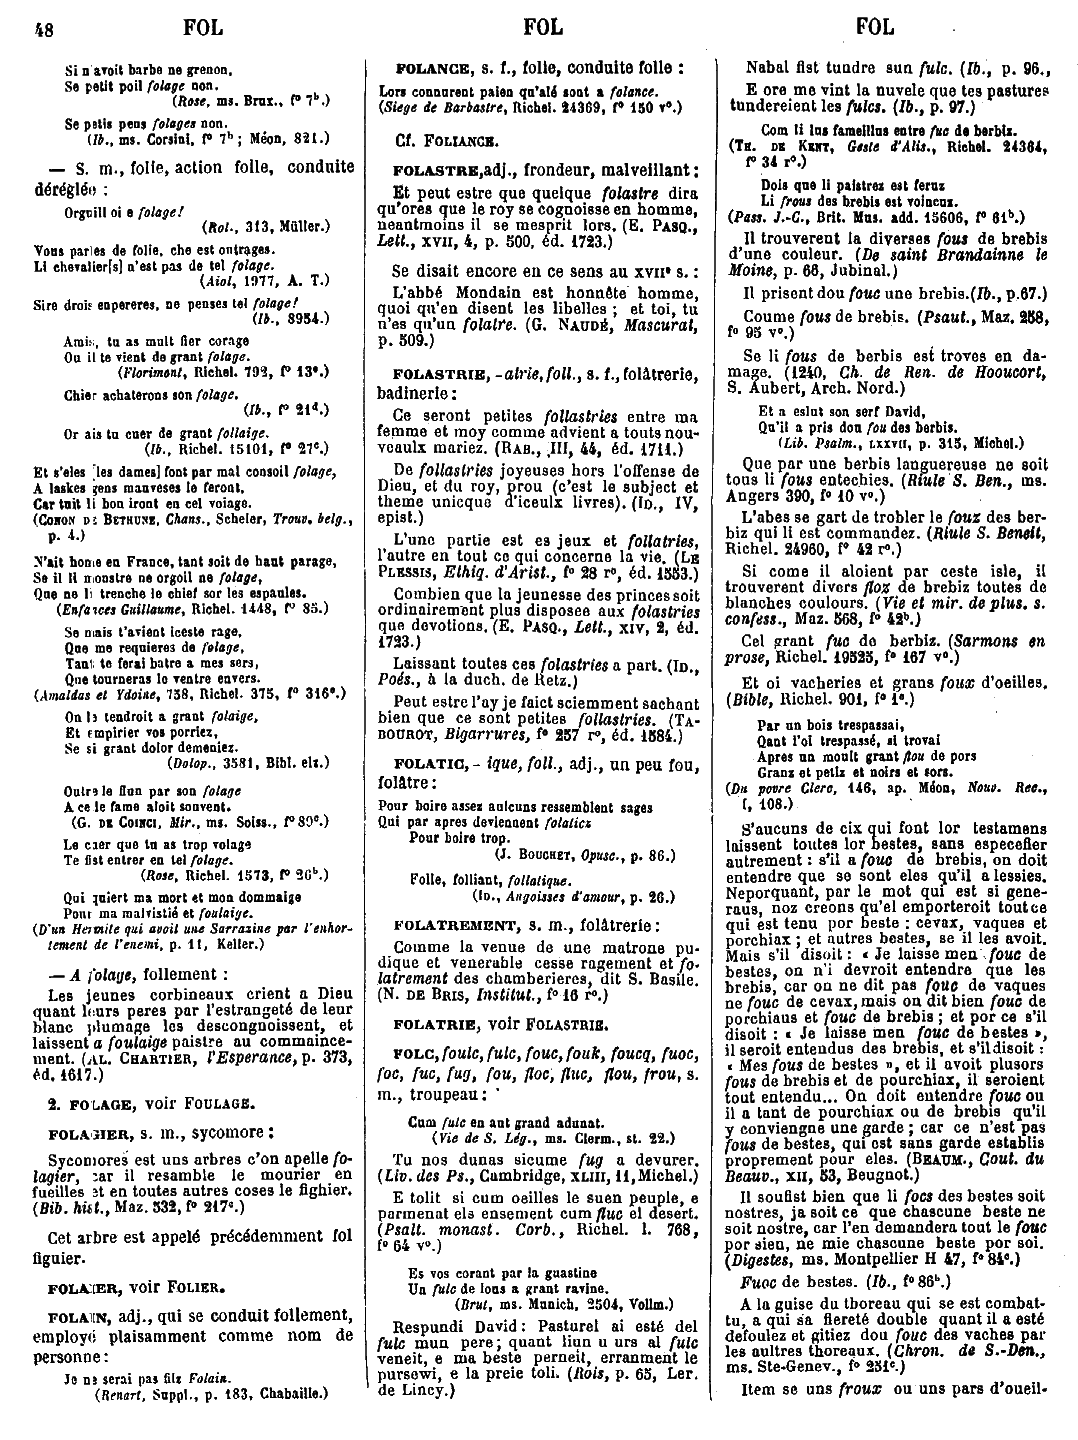 48 FOL FOL FOL
Si n'avoit barbe ne grenon,
Se petit poil folage non.
(Rose, ms. Brux., f° 7ᵇ.)
Se petis pens folages non.
(Ib., ms. Corsini, f° 7ᵇ ; Méon, 821.)
— S. m., folie, action folle, conduite
déréglée :
Orguill oi e folage!
(Rol., 313, Müller.)
Vous parles de folie, che est outrages.
Li chevalier[s] n'est pas de tel folage.
(Aiol, 1977, A. T.)
Sire drois enpereres, ne penses tel folage!
(Ib., 8954.)
Amis, tu as mult fier corage
Ou il te vient de grant folage.
(Florimont, Richel. 792, f° 13ᵉ.)
Chier achaterons son folage.
(Ib., f° 21ᵈ.)
Or ais tu cuer de grant follaige.
(Ib., Richel. 15101, f° 27ᶜ.)
Et s'eles [les dames] font par mal consoil folage,
A laskes gens mauveses le feront,
Car tuit li bon iront en cel voiage.
(CONON DE BETHUNE, Chans., Scheler, Trouv. belg.,
p. 4.)
N'ait home en France, tant soit de haut parage,
Se il li monstre ne orgoil ne folage,
Que ne li trenche le chief sor les espaules.
(Enfances Guillaume, Richel. 1448, f° 85.)
Se mais t'avient iceste rage,
Que me requieres de folage,
Tant te ferai batre a mes sers,
Que tourneras lo ventre envers.
(Amaldas et Ydoine, 758, Richel. 375, f° 316ᵉ.)
On la tendroit a grant folaige,
Et empirier vos porriez,
Se si grant dolor demeniez.
(Dolop., 3581, Bibl. elz.)
Outre le flun par son folage
A ce le fame aloit souvent.
(G. DE COINCI, Mir., ms. Soiss., f° 89ᶜ.)
Le cuer que tu as trop volage
Te fist entrer en tel folage.
(Rose, Richel. 1573, f° 26ᵇ.)
Qui quiert ma mort et mon dommaige
Pour ma malvistié et foulaige.
(D'un Hermite qui avoit une Sarrazine par l'enhor-
tement de l'enemi, p. 11, Keller.)
— A folage, follement :
Les jeunes corbineaux crient a Dieu
quant leurs peres par l'estrangeté de leur
blanc plumage les descongnoissent, et
laissent a foulaige paistre au commaince-
ment. (AL. CHARTIER, l'Esperance, p. 373,
éd. 1617.)
2. FOLAGE, voir FOULAGE.
FOLAGIER, s. m., sycomore :
Sycomores est uns arbres c'on apelle fo-
lagier, car il resamble le mourier en
fueilles et en toutes autres coses le fighier.
(Bib. hist., Maz. 532, f° 217ᶜ.)
Cet arbre est appelé précédemment fol
figuier.
FOLAIER, voir FOLIER.
FOLAIN, adj., qui se conduit follement,
employé plaisamment comme nom de
personne :
Je ne serai pas filz Folain.
(Renart, Suppl., p. 183, Chabaille.)
FOLANCE, s. f., folie, conduite folle :
Lors connurent paien qu'alé sont a folance.
(Siege de Barbastre, Richel. 24369, f° 150 v°.)
Cf. FOLIANCE.
FOLASTRE, adj., frondeur, malveillant :
Et peut estre que quelque folastre dira
qu'ores que le roy se cognoisse en homme,
neantmoins il se mesprit lors. (E. PASQ.,
Lett., XVII, 4, p. 500, éd. 1723.)
Se disait encore en ce sens au XVIIᵉ s. :
L'abbé Mondain est honnête homme,
quoi qu'en disent les libelles ; et toi, tu
n'es qu'un folatre. (G. NAUDÉ, Mascurat,
p. 509.)
FOLASTRIE, -atrie, foll., s. f., folâtrerie,
badinerie :
Ce seront petites follastries entre ma
femme et moy comme advient a touts nou-
veaulx mariez. (RAB., III, 44, éd. 1711.)
De follastries joyeuses hors l'offense de
Dieu, et du roy, prou (c'est le subject et
theme unicque d'iceulx livres). (ID., IV,
epist.)
L'une partie est es jeux et follatries,
l'autre en tout ce qui concerne la vie. (LE
PLESSIS, Ethiq. d'Arist., f° 28 r°, éd. 1553.)
Combien que la jeunesse des princes soit
ordinairement plus disposee aux folastries
que devotions. (E. PASQ., Lett., XIV, 2, éd.
1723.)
Laissant toutes ces folastries a part. (ID.,
Poés., à la duch. de Retz.)
Peut estre l'ay je faict sciemment sachant
bien que ce sont petites follastries. (TA-
BOUROT, Bigarrures, f° 257 r°, éd. 1584.)
FOLATIC, - ique, foll., adj., un peu fou,
folâtre :
Pour boire assez aulcuns ressemblent sages
Qui par apres deviennent folaticz
Pour boire trop.
(J. BOUCHET, Opusc., p. 86.)
Folle, folliant, follatique.
(ID., Angoisses d'amour, p. 26.)
FOLATREMENT, s. m., folâtrerie :
Comme la venue de une matrone pu-
dique et venerable cesse ragement et fo-
latrement des chamberieres, dit S. Basile.
(N. DE BRIS, Institut., f° 16 r°.)
FOLATRIE, voir FOLASTRIE.
FOLC, foulc, fulc, fouc, fouk, foucq, fuoc,
foc, fuc, fug, fou, floc, fluc, flou, frou, s.
m., troupeau :
Cum fulc en aut grand adunat.
(Vie de S. Lég., ms. Clerm., st. 22.)
Tu nos dunas sicume fug a devurer.
(Liv. des Ps., Cambridge, XLIII, 11, Michel.)
E tolit si cum oeilles le suen peuple, e
parmenat els ensement cum fluc el desert.
(Psalt. monast. Corb., Richel. l. 768,
f° 64 v°.)
Es vos corant par la guastine
Un fulc de lous a grant ravine.
(Brut, ms. Munich, 2504, Vollm.)
Respundi David : Pasturel ai esté del
fulc mun pere ; quant liun u urs al fulc
veneit, e ma beste perneit, erranment le
pursewi, e la preie toli. (Rois, p. 65, Ler.
de Lincy.)
Nabal fist tundre sun fulc. (Ib., p. 96.,
E ore me vint la nuvele que tes pastures
tundereient les fulcs. (Ib., p. 97.)
Com li lus fameillus entre fuc de berbiz.
(TH. DE KENT, Geste d'Alis., Richel. 24364,
f° 34 r°.)
Dois que li paistres est feruz
Li frous des brebis est voincuz.
(Pass. J.-C., Brit. Mus. add. 15606, f° 61ᵇ.)
Il trouverent la diverses fous de brebis
d'une couleur. (De saint Brandainne le
Moine, p. 66, Jubinal.)
Il prisent dou fouc une brebis. (Ib., p. 67.)
Coume fous de brebis. (Psaut., Maz. 258,
f° 95 v°.)
Se li fous de berbis est troves en da-
mage. (1240, Ch. de Ren. de Hooucort,
S. Aubert, Arch. Nord.)
Et a eslut son serf David,
Qu'il a pris don fou des berbis.
(Lib. Psalm., LXXVII, p. 315, Michel.)
Que par une berbis languereuse ne soit
tous li fous entechies. (Riule S. Ben., ms.
Angers 390, f° 10 v°.)
L'abes se gart de trobler le fouz des ber-
biz qui li est commandez. (Riule S. Beneit,
Richel. 24960, f° 42 r°.)
Si come il aloient par ceste isle, il
trouverent divers floz de brebiz toutes de
blanches coulours. (Vie et mir. de plus. s.
confess., Maz. 568, f° 42ᵇ.)
Cel grant fuc de berbiz. (Sarmons en
prose, Richel. 19525, f° 167 v°.)
Et oi vacheries et grans foux d'oeilles.
(Bible, Richel. 901, f° 1ᵉ.)
Par un bois trespassai,
Qant l'oi trespassé, si trovai
Apres un moult grant flou de pors
Granz et petiz et noirs et sors.
(Du povre Clerc, 146, ap. Méon, Nouv. Rec.,
I, 108.)
S'aucuns de cix qui font lor testamens
laissent toutes lor bestes, sans especefier
autrement : s'il a fouc de brebis, on doit
entendre que se sont eles qu'il a lessies.
Neporquant, par le mot qui est si gene-
raus, noz creons qu'el emporteroit tout ce
qui est tenu por beste : cevax, vaques et
porchiax ; et autres bestes, se il les avoit.
Mais s'il disoit : « Je laisse men fouc de
bestes, on n'i devroit entendre que les
brebis, car on ne dit pas fouc de vaques
ne fouc de cevax, mais on dit bien fouc de
porchiaus et fouc de brebis ; et por ce s'il
disoit : « Je laisse men fouc de bestes »,
il seroit entendus des brebis, et s'il disoit :
« Mes fous de bestes », et il avoit plusors
fous de brebis et de pourchiax, il seroient
tout entendu... On doit entendre fouc ou
il a tant de pourchiax ou de brebis qu'il
y conviengne une garde ; car ce n'est pas
fous de bestes, qui est sans garde establis
proprement pour eles. (BEAUM., Cout. du
Beauv., XII, 53, Beugnot.)
Il soufist bien que li focs des bestes soit
nostres, ja soit ce que chascune beste ne
soit nostre, car l'en demandera tout le fouc
por sien, ne mie chascune beste por soi.
(Digestes, ms. Montpellier H 47, f° 84ᶜ.)
Fuoc de bestes. (Ib., f° 86ᵇ.)
A la guise du thoreau qui se est combat-
tu, a qui sa fiereté double quant il a esté
defoulez et gitiez dou fouc des vaches par
les aultres thoreaux. (Chron. de S.-Den.,
ms. Ste-Genev., f° 251ᶜ.)
Item se uns froux ou uns pars d'oueil-